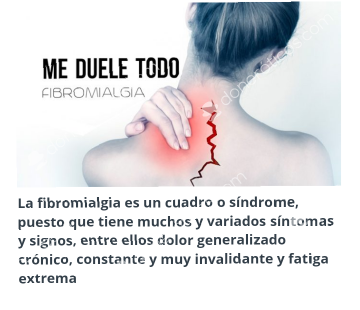 ME DUELE TODO
FIBROMIALGIA
La fibromialgia es un cuadro o síndrome,
puesto que tiene muchos y variados síntomas
y signos, entre ellos dolor generalizado
crónico, constante y muy invalidante y fatiga
extrema